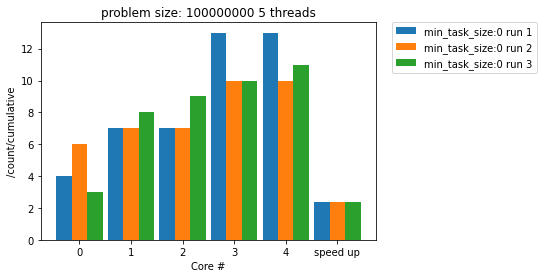 problem size: 100000000 5 threads
min_task_size:0 run 1
min_task_size:0 run 2
min_task_size:0 run 3
/count/cumulative
12
10
8
6
4
2
0
0 1 2 3 4 speed up
Core #